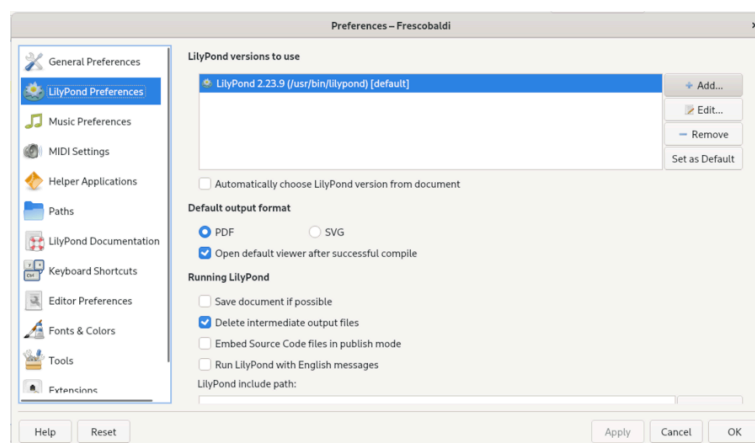 Preferences – Frescobaldi
General Preferences
LilyPond Preferences
Music Preferences
MIDI Settings
Helper Applications
Paths
LilyPond Documentation
Keyboard Shortcuts
Editor Preferences
Fonts & Colors
Tools
Extensions
LilyPond versions to use
LilyPond 2.23.9 (/usr/bin/lilypond) [default]
Add...
Edit...
Remove
Set as Default
Automatically choose LilyPond version from document
Default output format
PDF
SVG
Open default viewer after successful compile
Running LilyPond
Save document if possible
Delete intermediate output files
Embed Source Code files in publish mode
Run LilyPond with English messages
LilyPond include path:
Help
Reset
Apply
Cancel
OK